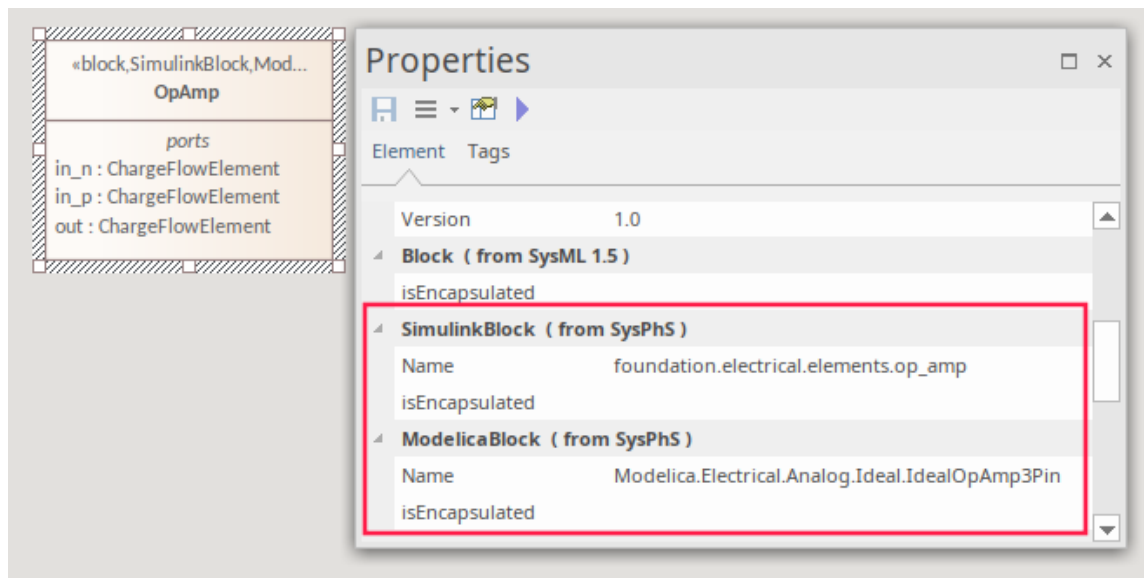 «block,SimulinkBlock,Mod...
OpAmp
ports
in_n : ChargeFlowElement
in_p : ChargeFlowElement
out : ChargeFlowElement
Properties
Element Tags
Version 1.0
Block ( from SysML 1.5 )
isEncapsulated
SimulinkBlock ( from SysPhS )
Name foundation.electrical.elements.op_amp
isEncapsulated
ModelicaBlock ( from SysPhS )
Name Modelica.Electrical.Analog.Ideal.IdealOpAmp3Pin
isEncapsulated